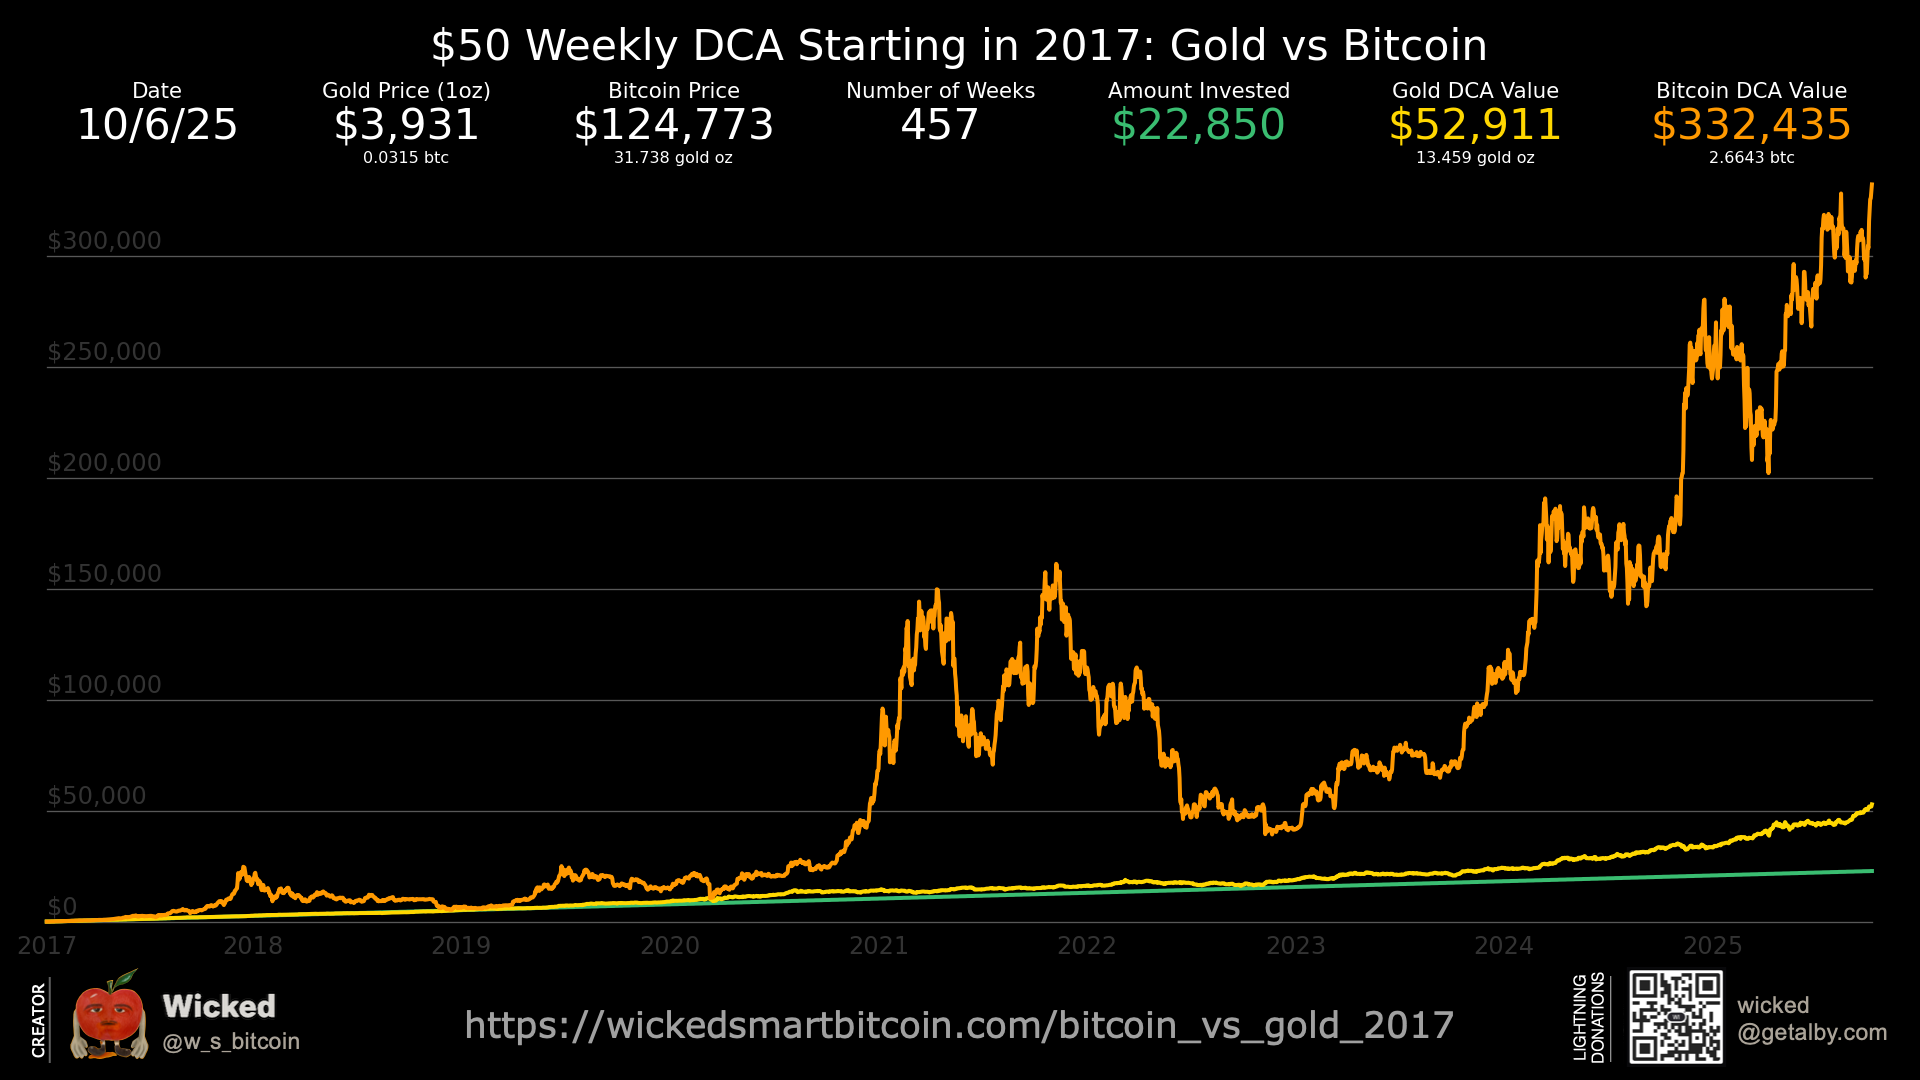 $50 Weekly DCA Starting in 2017: Gold vs Bitcoin
Date
10/6/25
Gold Price (1oz)
$3,931
0.0315 btc
Bitcoin Price
$124,773
31.738 gold oz
Number of Weeks
457
Amount Invested
$22,850
Gold DCA Value
$52,911
13.459 gold oz
Bitcoin DCA Value
$332,435
2.6643 btc
$300,000
$250,000
$200,000
$150,000
$100,000
$50,000
$0
2017
2018
2019
2020
2021
2022
2023
2024
2025
CREATOR
Wicked
@w_s_bitcoin
https://wickedsmartbitcoin.com/bitcoin_vs_gold_2017
LIGHTNING
DONATIONS
wicked
@getalby.com